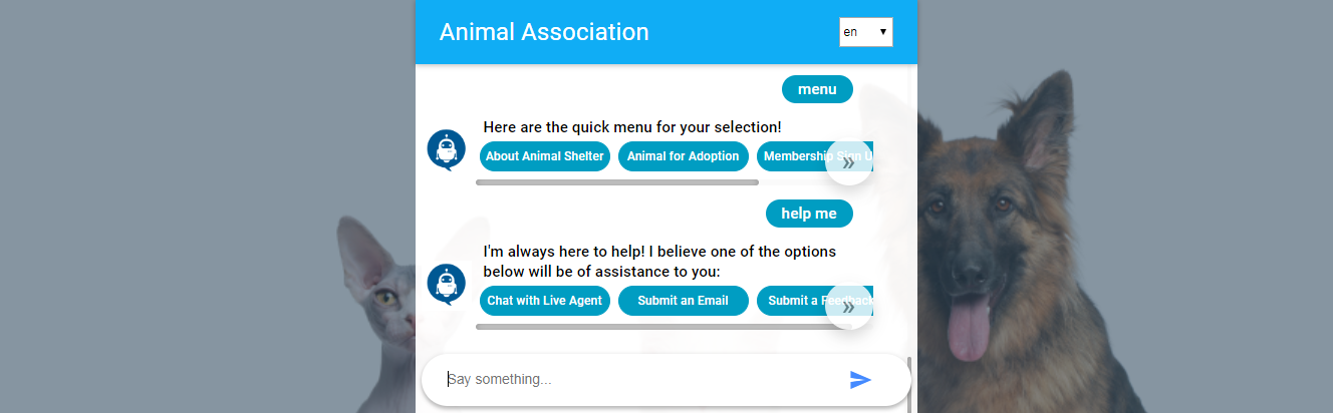 Animal Association
en
menu
Here are the quick menu for your selection!
About Animal Shelter Animal for Adoption Membership Sign U
»
help me
I'm always here to help! I believe one of the options
below will be of assistance to you:
Chat with Live Agent Submit an Email Submit a Feedback
»
Say something...